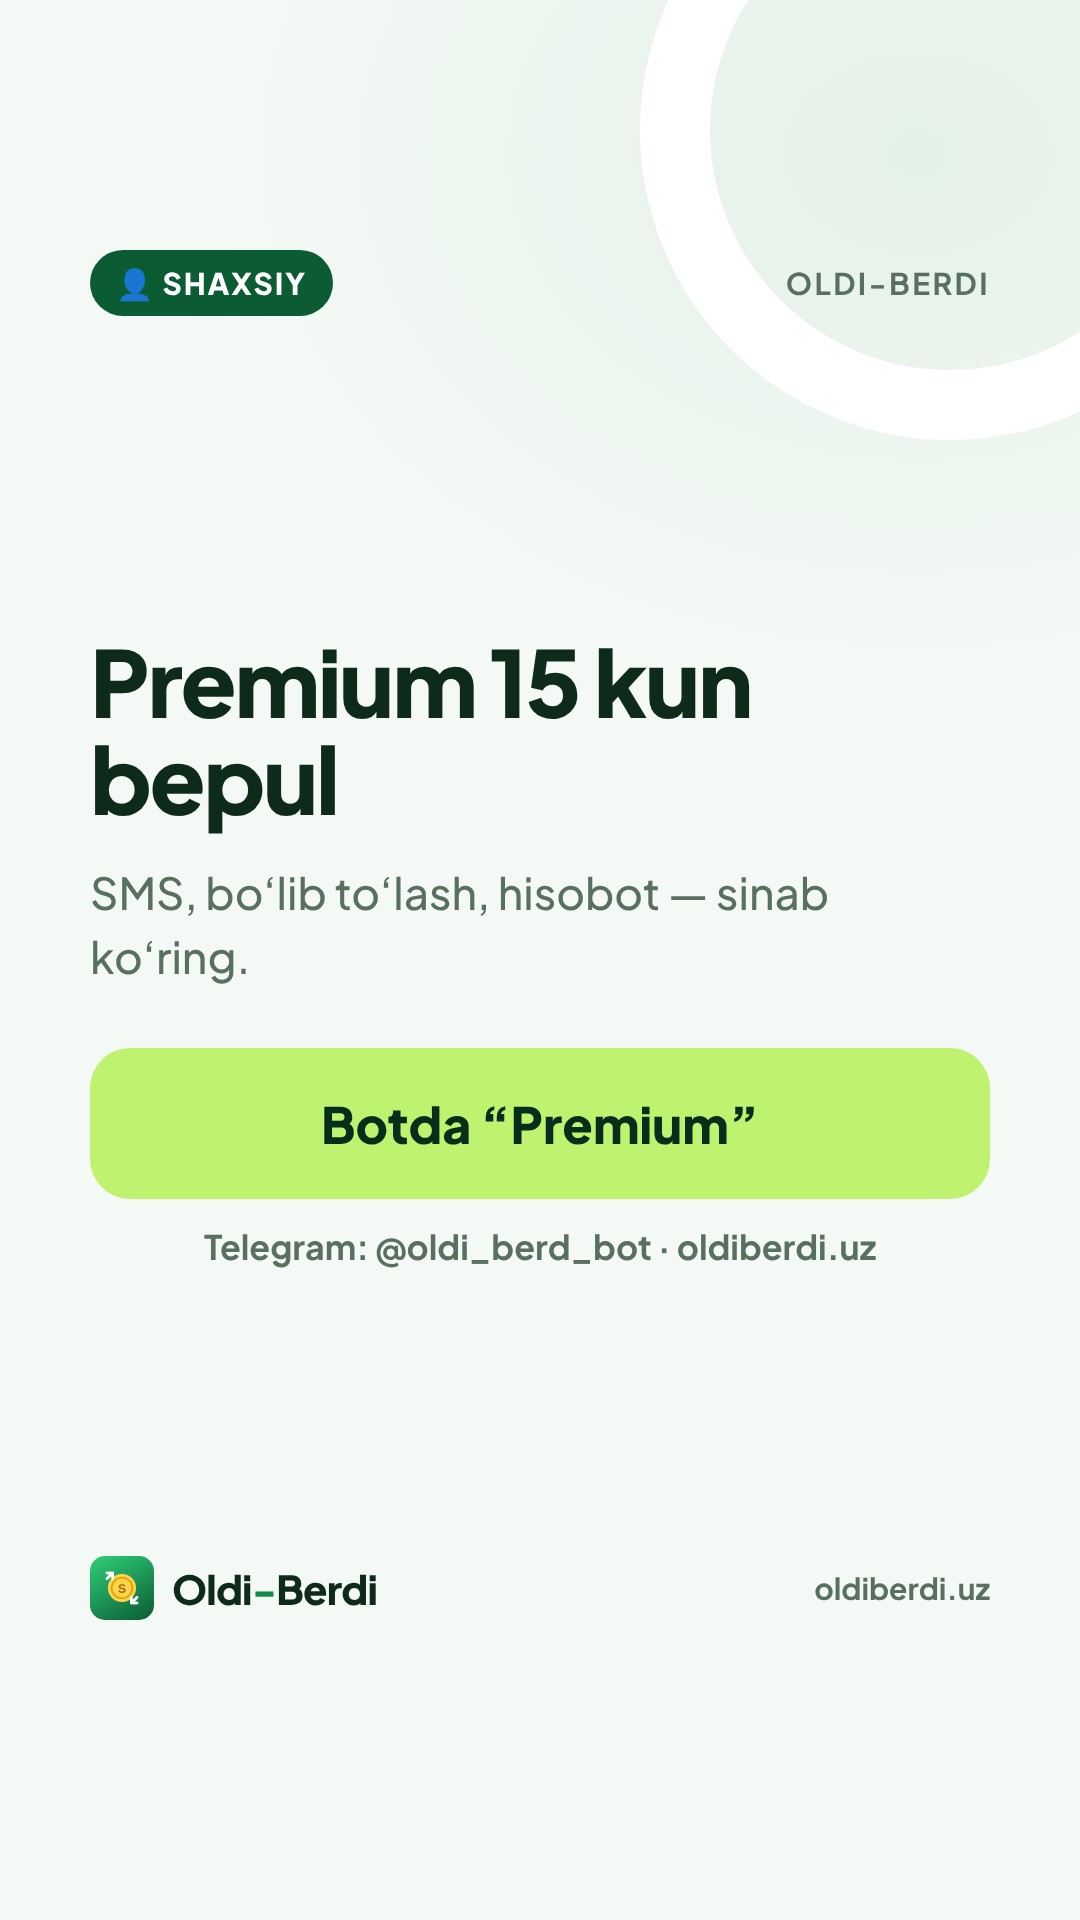 👤 SHAXSIY
OLDI-BERDI
Premium 15 kun
bepul
SMS, bo‘lib to‘lash, hisobot — sinab
ko‘ring.
Botda “Premium”
Telegram: @oldi_berd_bot · oldiberdi.uz
S
Oldi-Berdi
oldiberdi.uz